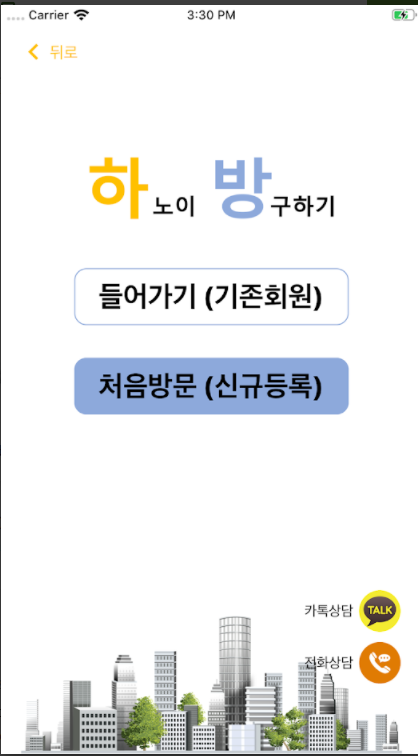 Carrier 3:30 PM
뒤로
하노이 방구하기
들어가기 (기존회원)
처음방문 (신규등록)
카톡상담 TALK
전화상담